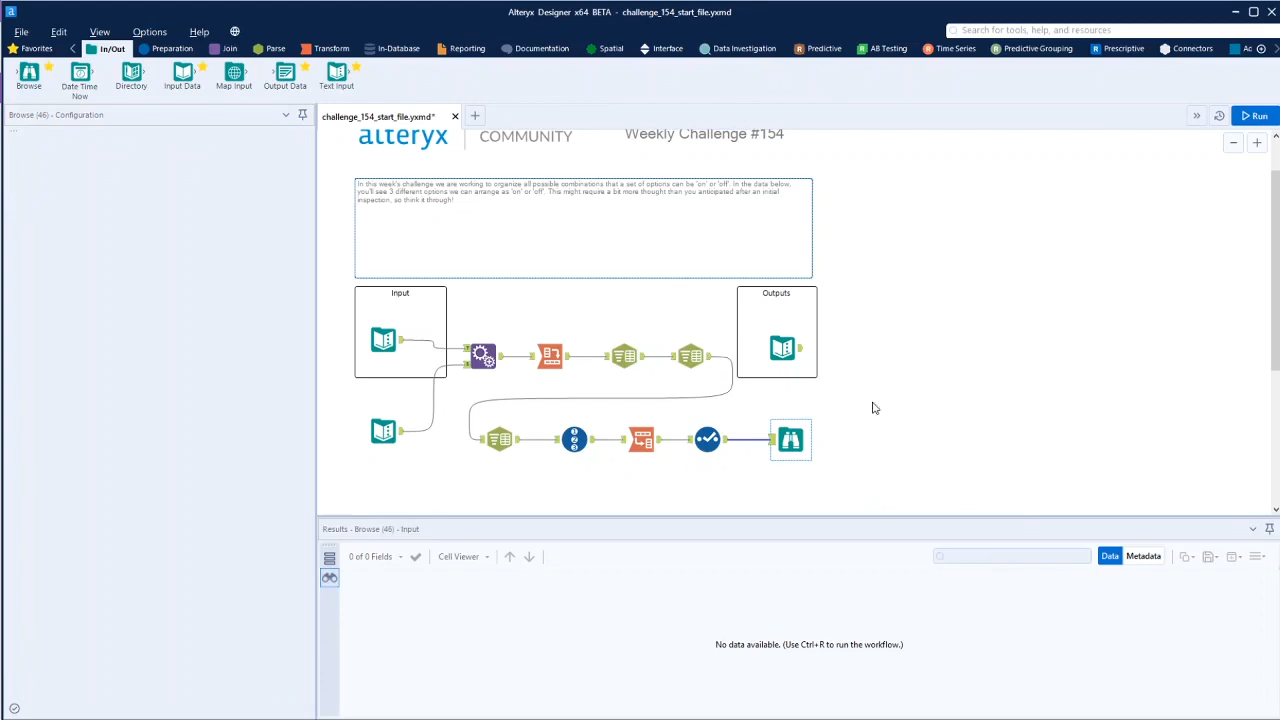 Alteryx Designer x64 BETA - challenge_154_start_file.yxmd
File Edit View Options Help
Search for tools, help, and resources
Favorites In/Out Preparation Join Parse Transform In-Database Reporting Documentation Spatial Interface Data Investigation Predictive AB Testing Time Series Predictive Grouping Prescriptive Connectors
Browse Date Time Now Directory Input Data Map Input Output Data Text Input
Browse (46) - Configuration
challenge_154_start_file.yxmd*
Run
alteryx COMMUNITY Weekly Challenge #154
In this week's challenge we are working to organize all possible combinations that a set of options can be 'on' or 'off'. In the data below,
you'll see 3 different options we can arrange as 'on' or 'off'. This might require a bit more thought than you anticipated after an initial
inspection, so think it through!
Input
Outputs
Results - Browse (46) - Input
0 of 0 Fields Cell Viewer Data Metadata
No data available. (Use Ctrl+R to run the workflow.)